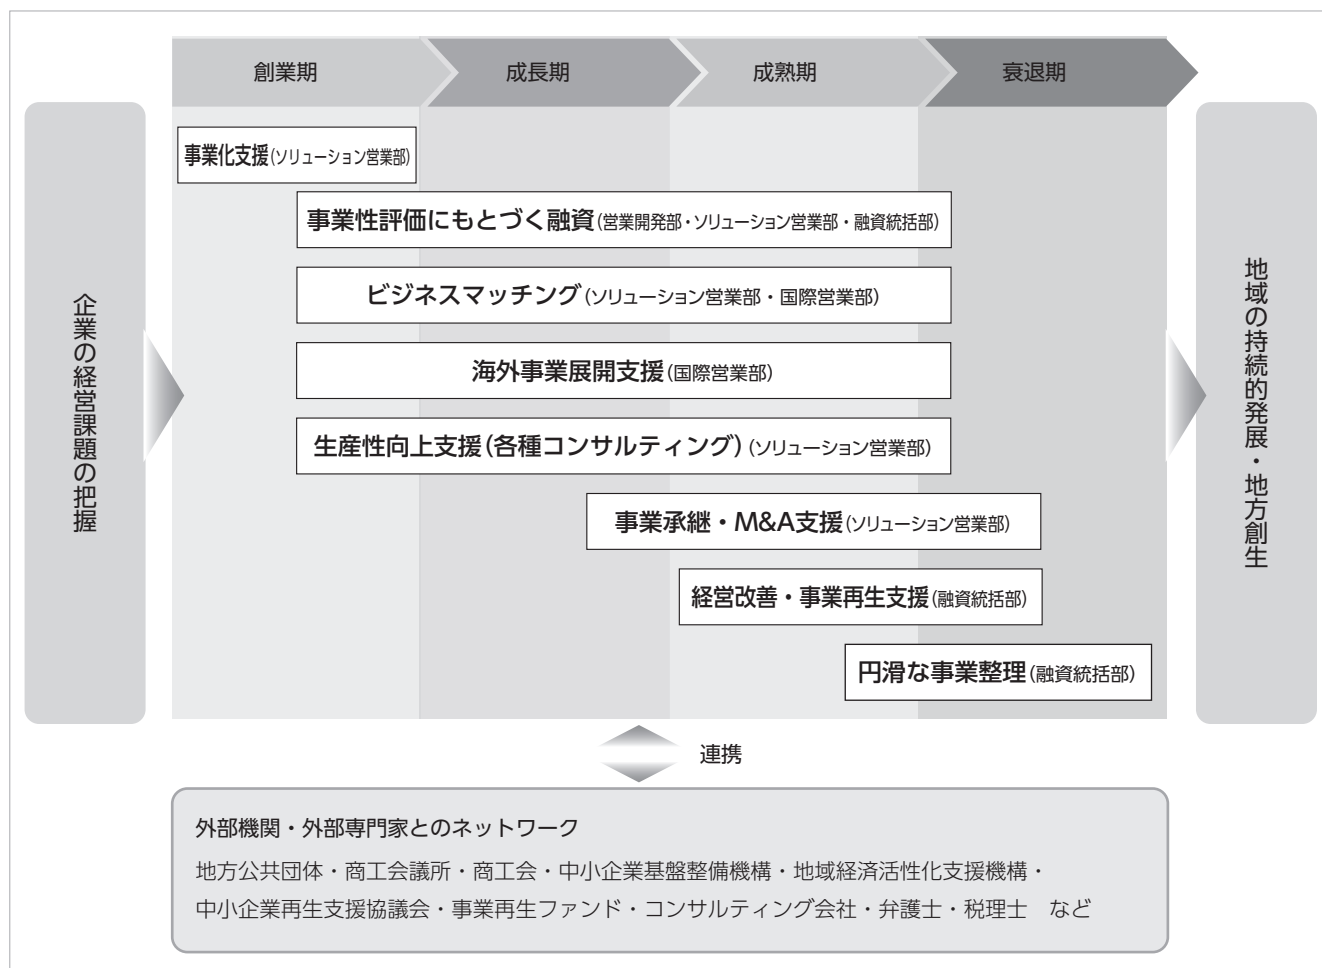 創業期
成長期
成熟期
衰退期
企業の経営課題の把握
事業化支援(ソリューション営業部)
事業性評価にもとづく融資(営業開発部・ソリューション営業部・融資統括部)
ビジネスマッチング(ソリューション営業部・国際営業部)
海外事業展開支援(国際営業部)
生産性向上支援(各種コンサルティング)(ソリューション営業部)
事業承継・M&A支援(ソリューション営業部)
経営改善・事業再生支援(融資統括部)
円滑な事業整理(融資統括部)
地域の持続的発展・地方創生
連携
外部機関・外部専門家とのネットワーク
地方公共団体・商工会議所・商工会・中小企業基盤整備機構・地域経済活性化支援機構・
中小企業再生支援協議会・事業再生ファンド・コンサルティング会社・弁護士・税理士　など